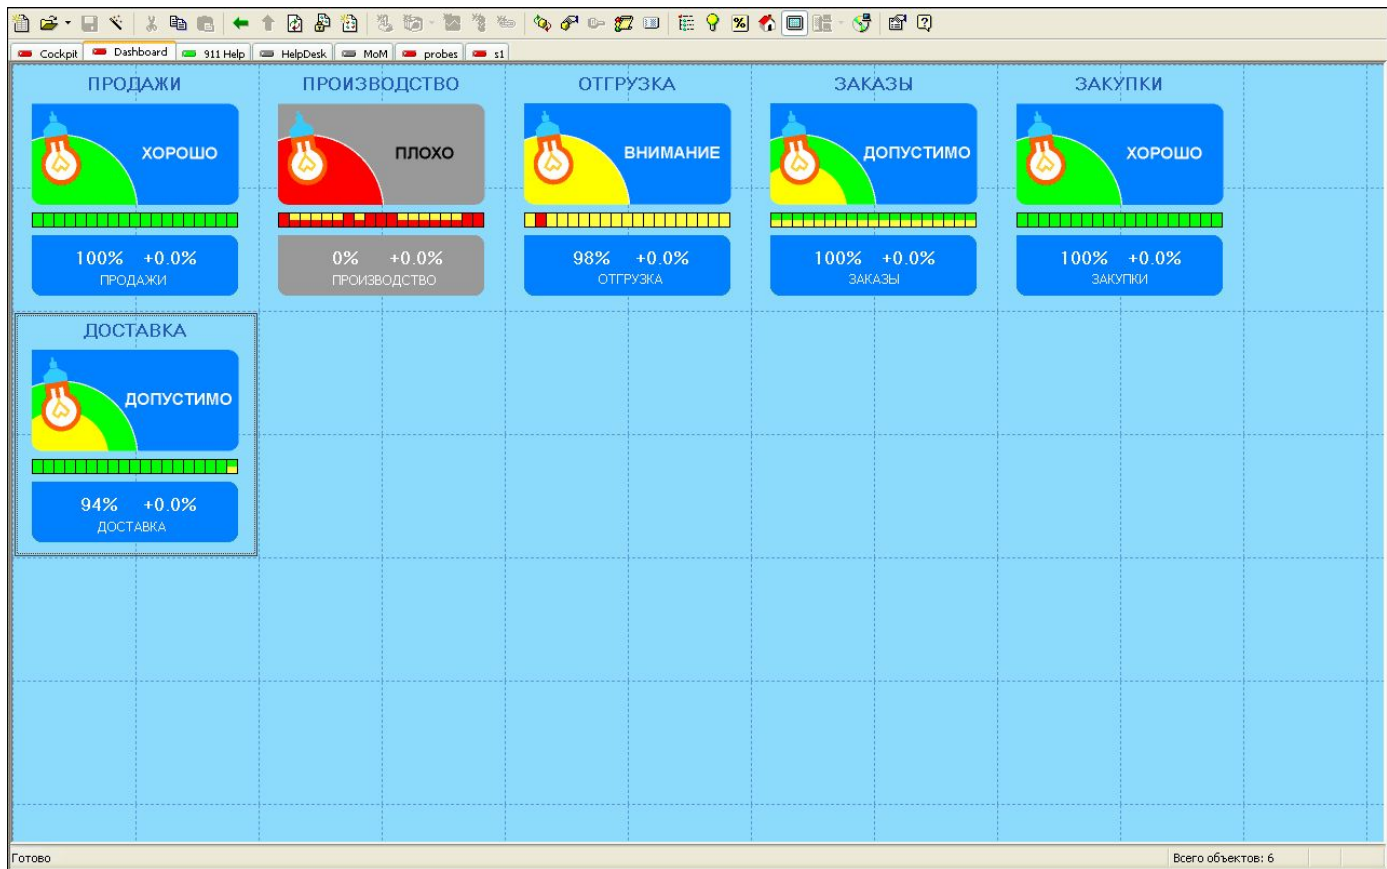 Cockpit Dashboard 911 Help HelpDesk MoM probes s1
ПРОДАЖИ ПРОИЗВОДСТВО ОТГРУЗКА ЗАКАЗЫ ЗАКУПКИ
ХОРОШО ПЛОХО ВНИМАНИЕ ДОПУСТИМО ХОРОШО
100% +0.0% 0% +0.0% 98% +0.0% 100% +0.0% 100% +0.0%
ПРОДАЖИ ПРОИЗВОДСТВО ОТГРУЗКА ЗАКАЗЫ ЗАКУПКИ
ДОСТАВКА
ДОПУСТИМО
94% +0.0%
ДОСТАВКА
Готово Всего объектов: 6